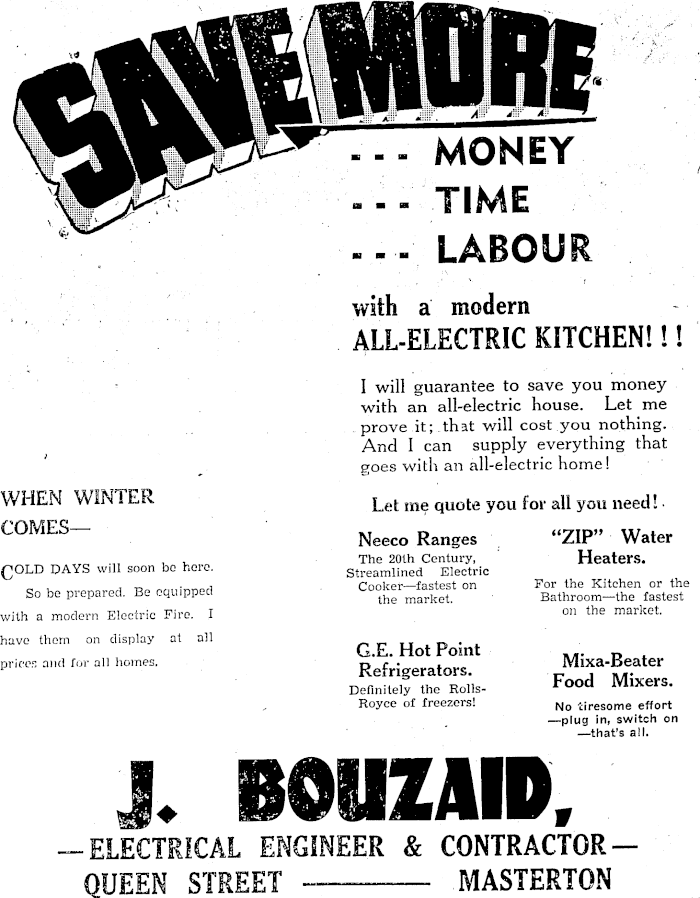 SAVE MORE
--- MONEY
--- TIME
--- LABOUR
with a modern
ALL-ELECTRIC KITCHEN!!!
I will guarantee to save you money
with an all-electric house. Let me
prove it; that will cost you nothing.
And I can supply everything that
goes with an all-electric home!
Let me quote you for all you need!
WHEN WINTER
COMES—
COLD DAYS will soon be here.
So be prepared. Be equipped
with a modern Electric Fire. I
have them on display at all
prices and for all homes.
Neeco Ranges
The 20th Century,
Streamlined Electric
Cooker—fastest on
the market.
"ZIP" Water
Heaters.
For the Kitchen or the
Bathroom—the fastest
on the market.
G.E. Hot Point
Refrigerators.
Definitely the Rolls-
Royce of freezers!
Mixa-Beater
Food Mixers.
No tiresome effort
—plug in, switch on
—that's all.
J. BOUZAID,
— ELECTRICAL ENGINEER & CONTRACTOR —
QUEEN STREET ——— MASTERTON